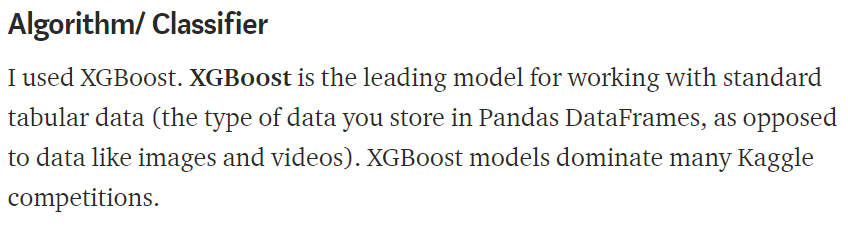 Algorithm/ Classifier
I used XGBoost. XGBoost is the leading model for working with standard
tabular data (the type of data you store in Pandas DataFrames, as opposed
to data like images and videos). XGBoost models dominate many Kaggle
competitions.